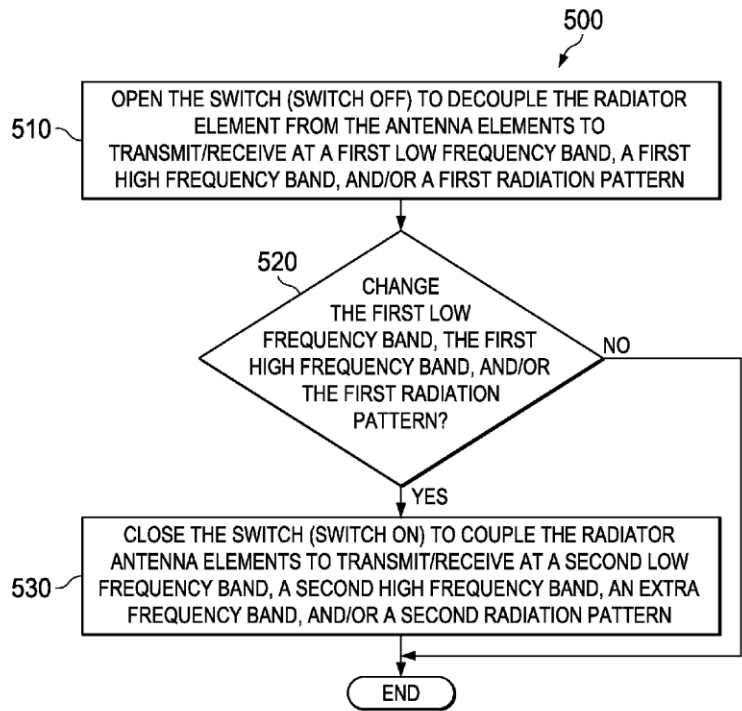 500
510
OPEN THE SWITCH (SWITCH OFF) TO DECOUPLE THE RADIATOR
ELEMENT FROM THE ANTENNA ELEMENTS TO
TRANSMIT/RECEIVE AT A FIRST LOW FREQUENCY BAND, A FIRST
HIGH FREQUENCY BAND, AND/OR A FIRST RADIATION PATTERN
520
CHANGE
THE FIRST LOW
FREQUENCY BAND, THE FIRST
HIGH FREQUENCY BAND, AND/OR
THE FIRST RADIATION
PATTERN?
NO
YES
530
CLOSE THE SWITCH (SWITCH ON) TO COUPLE THE RADIATOR
ANTENNA ELEMENTS TO TRANSMIT/RECEIVE AT A SECOND LOW
FREQUENCY BAND, A SECOND HIGH FREQUENCY BAND, AN EXTRA
FREQUENCY BAND, AND/OR A SECOND RADIATION PATTERN
END